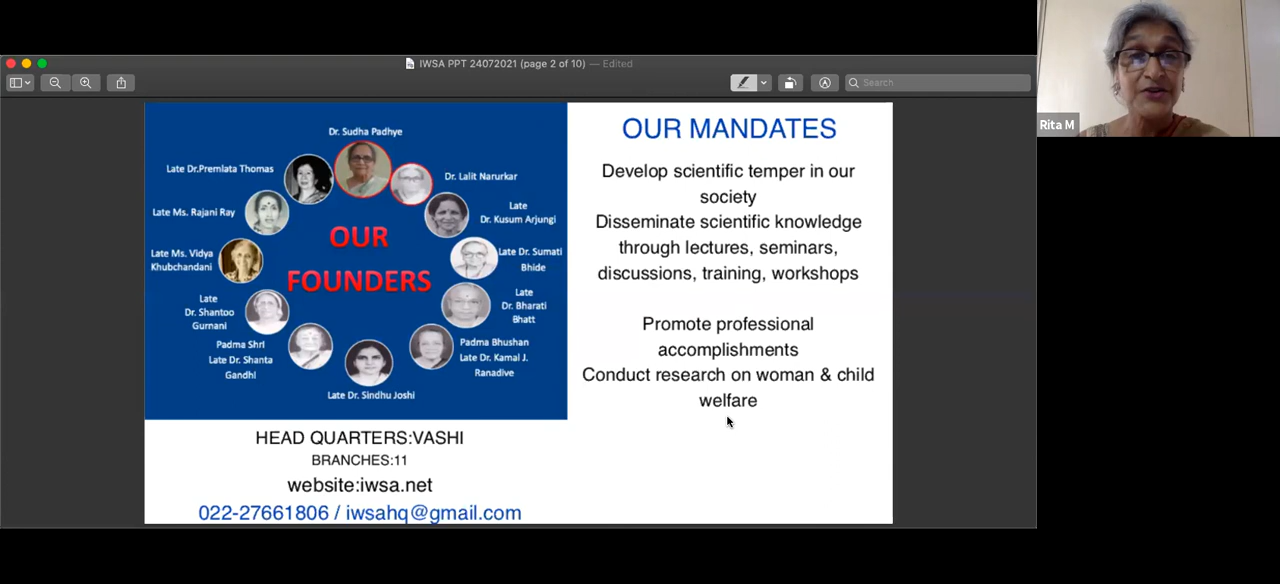 IWSA PPT 24072021 (page 2 of 10) — Edited
Search
Rita M
Dr. Sudha Padhye
Late Dr.Premlata Thomas
Dr. Lalit Narurkar
Late Ms. Rajani Ray
Late
Dr. Kusum Arjungi
Late Ms. Vidya
Khubchandani
Late Dr. Sumati
Bhide
Late
Dr. Shantoo
Gurnani
Late
Dr. Bharati
Bhatt
Padma Shri
Late Dr. Shanta
Gandhi
Padma Bhushan
Late Dr. Kamal J.
Ranadive
Late Dr. Sindhu Joshi
OUR
FOUNDERS
HEAD QUARTERS:VASHI
BRANCHES:11
website:iwsa.net
022-27661806 / iwsahq@gmail.com
OUR MANDATES
Develop scientific temper in our
society
Disseminate scientific knowledge
through lectures, seminars,
discussions, training, workshops
Promote professional
accomplishments
Conduct research on woman & child
welfare